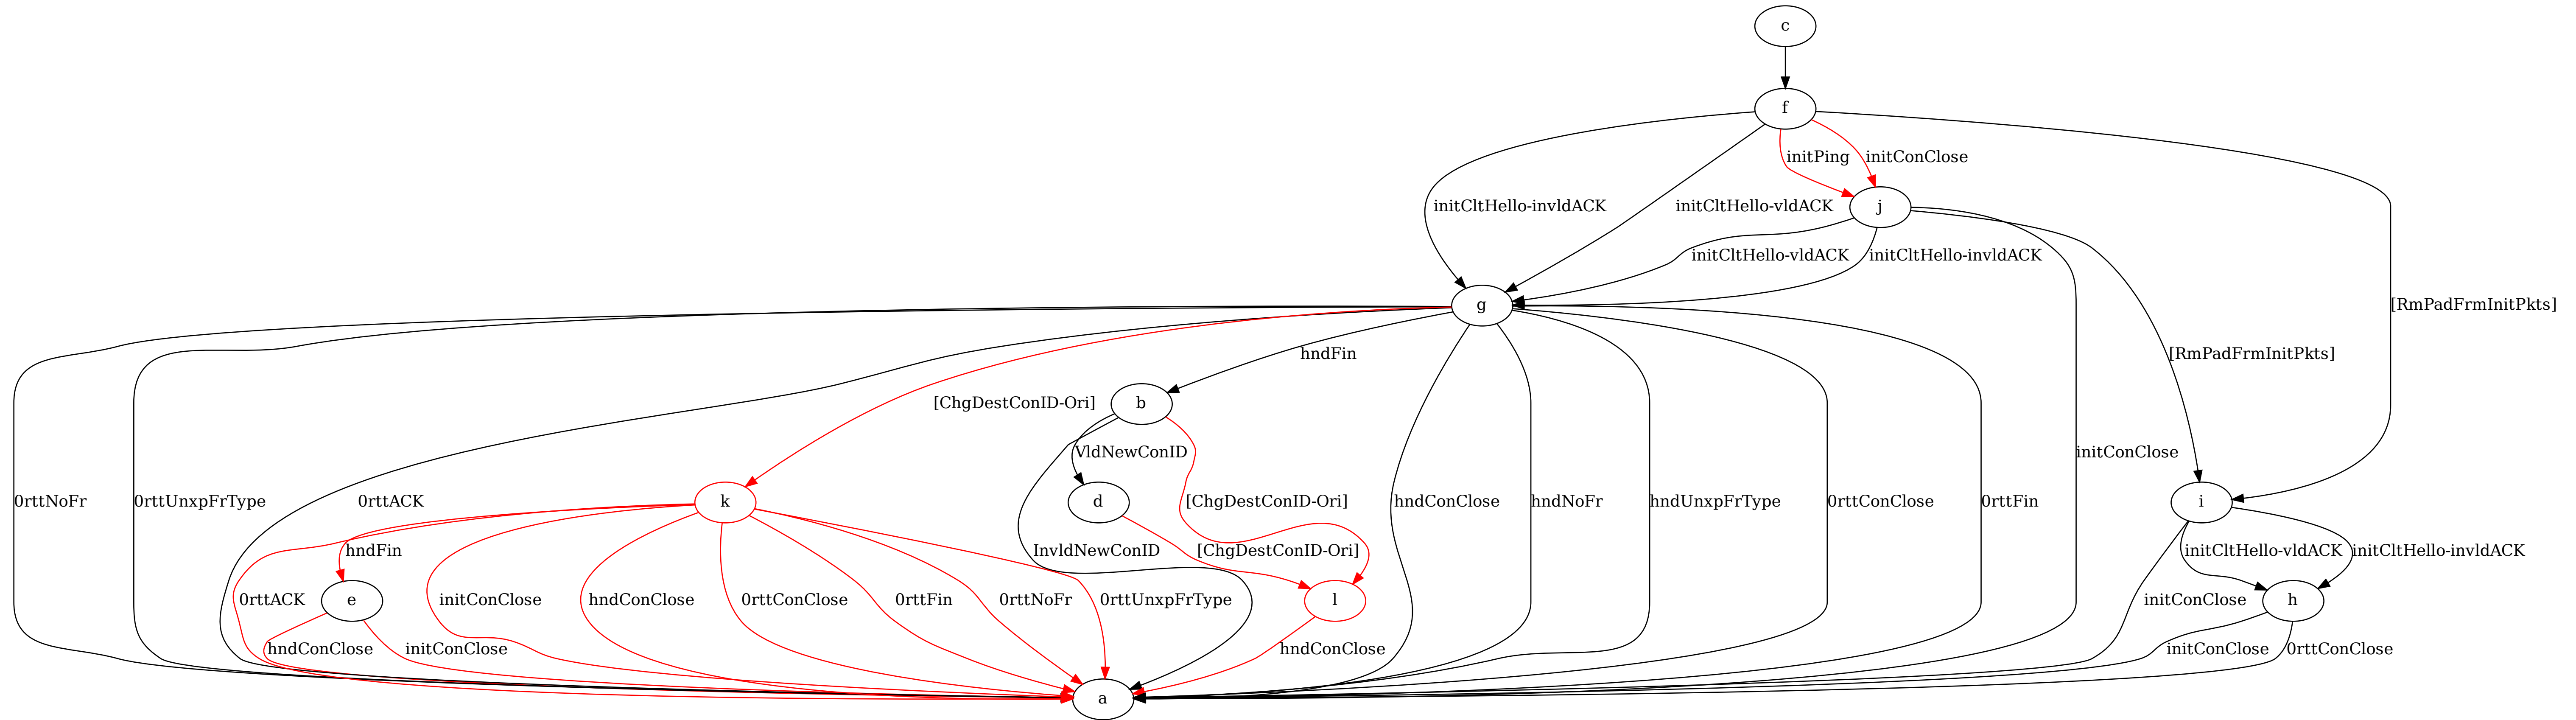 c
f
initPing
initConClose
initCltHello-invldACK
initCltHello-vldACK
j
initCltHello-vldACK
initCltHello-invldACK
g
[RmPadFrmInitPkts]
hndFin
[RmPadFrmInitPkts]
[ChgDestConID-Ori]
b
VldNewConID
initConClose
0rttNoFr
0rttUnxpFrType
0rttACK
k
d
[ChgDestConID-Ori]
hndConClose
hndNoFr
hndUnxpFrType
0rttConClose
0rttFin
i
hndFin
InvldNewConID
[ChgDestConID-Ori]
initCltHello-vldACK
initCltHello-invldACK
0rttACK
e
initConClose
hndConClose
0rttConClose
0rttFin
0rttNoFr
0rttUnxpFrType
l
initConClose
h
hndConClose
initConClose
hndConClose
initConClose
0rttConClose
a